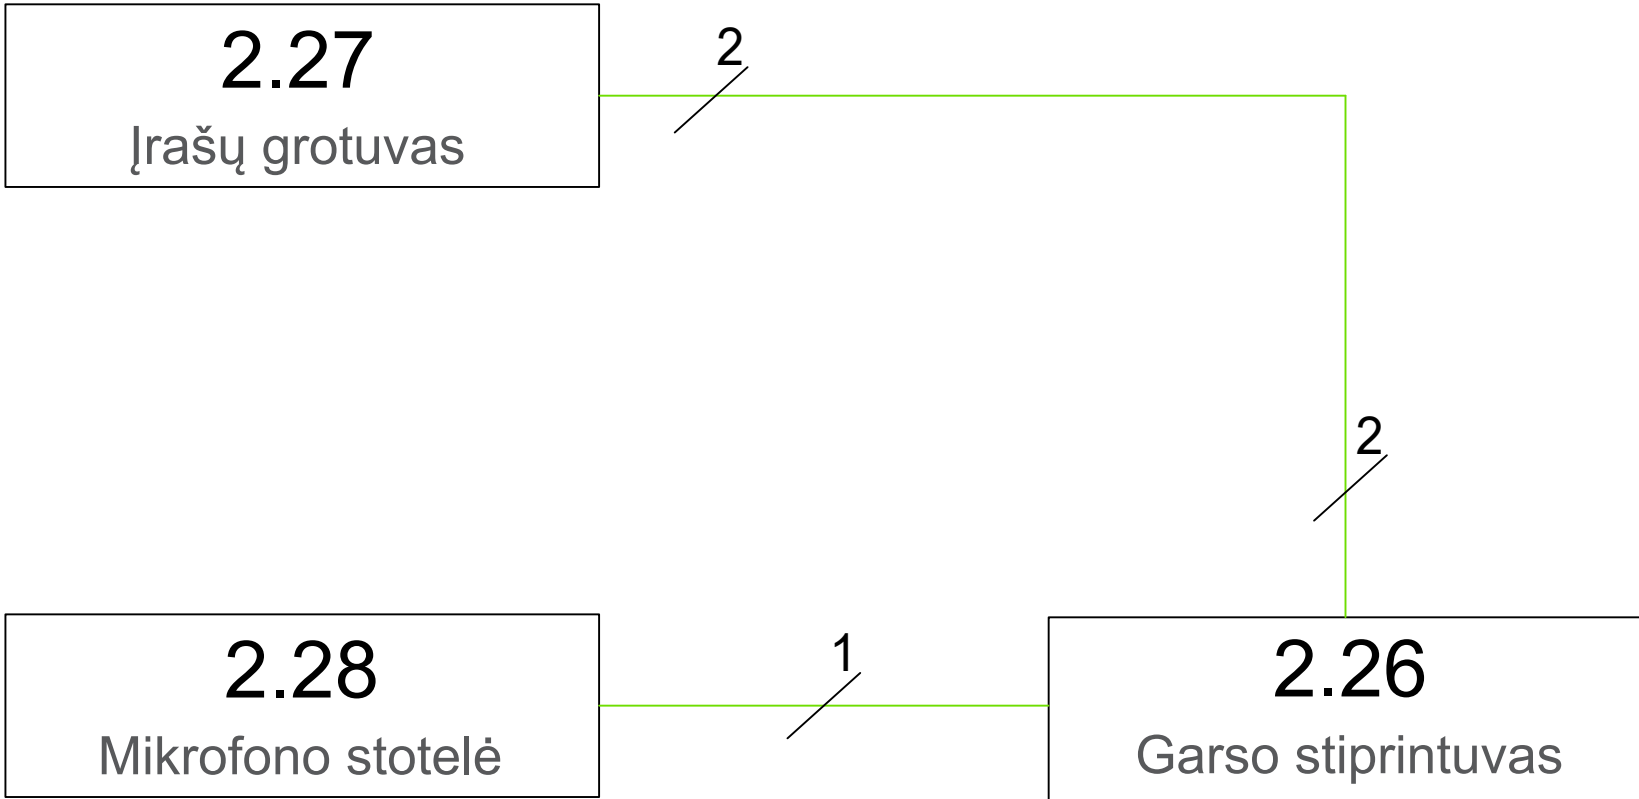 2.27
Įrašų grotuvas
2
2
2.28
Mikrofono stotelė
1
2.26
Garso stiprintuvas